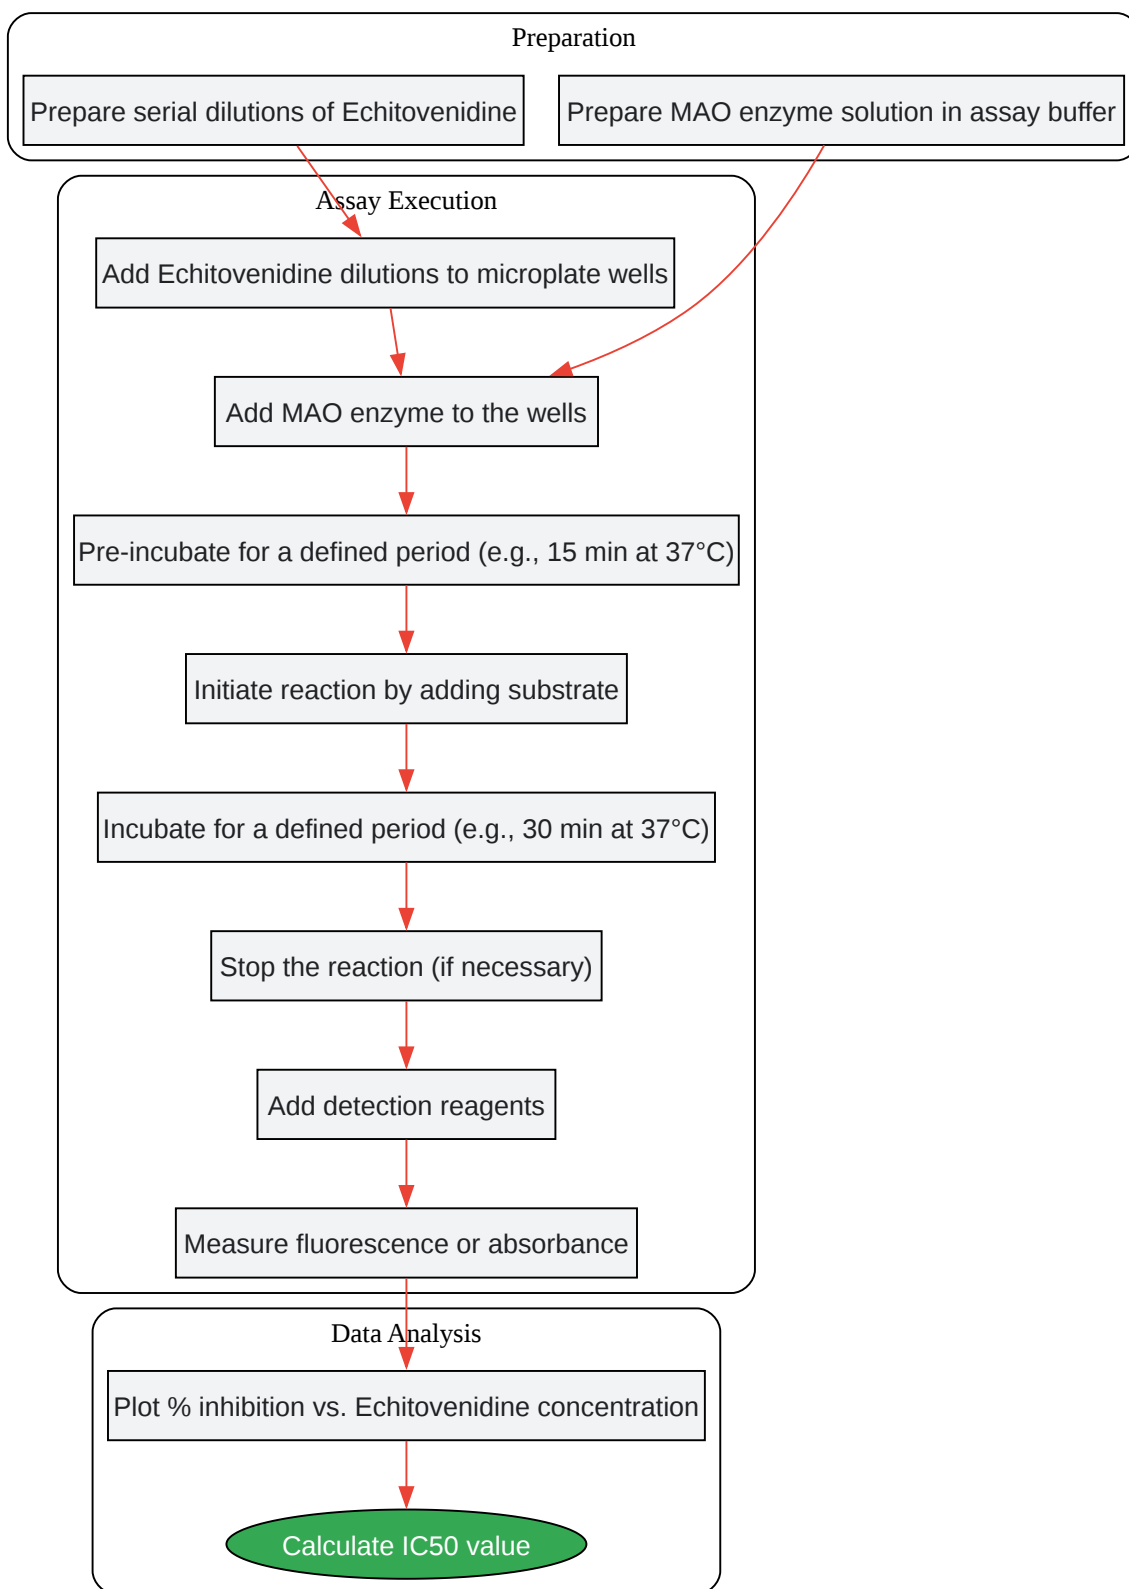 Preparation
Prepare serial dilutions of Echitovenidine
Prepare MAO enzyme solution in assay buffer
Assay Execution
Add Echitovenidine dilutions to microplate wells
Add MAO enzyme to the wells
Pre-incubate for a defined period (e.g., 15 min at 37°C)
Initiate reaction by adding substrate
Incubate for a defined period (e.g., 30 min at 37°C)
Stop the reaction (if necessary)
Add detection reagents
Measure fluorescence or absorbance
Data Analysis
Plot % inhibition vs. Echitovenidine concentration
Calculate IC50 value